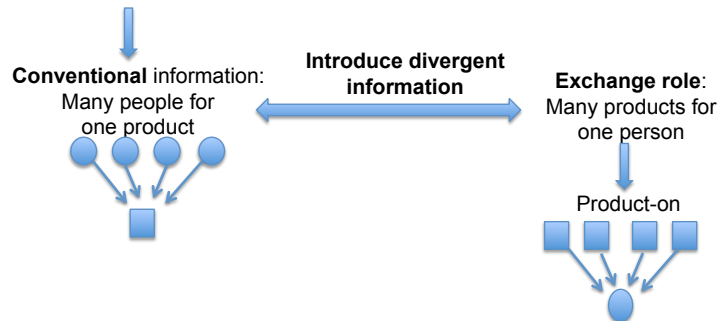 Conventional information:
Many people for
one product
Introduce divergent
information
Exchange role:
Many products for
one person
Product-on